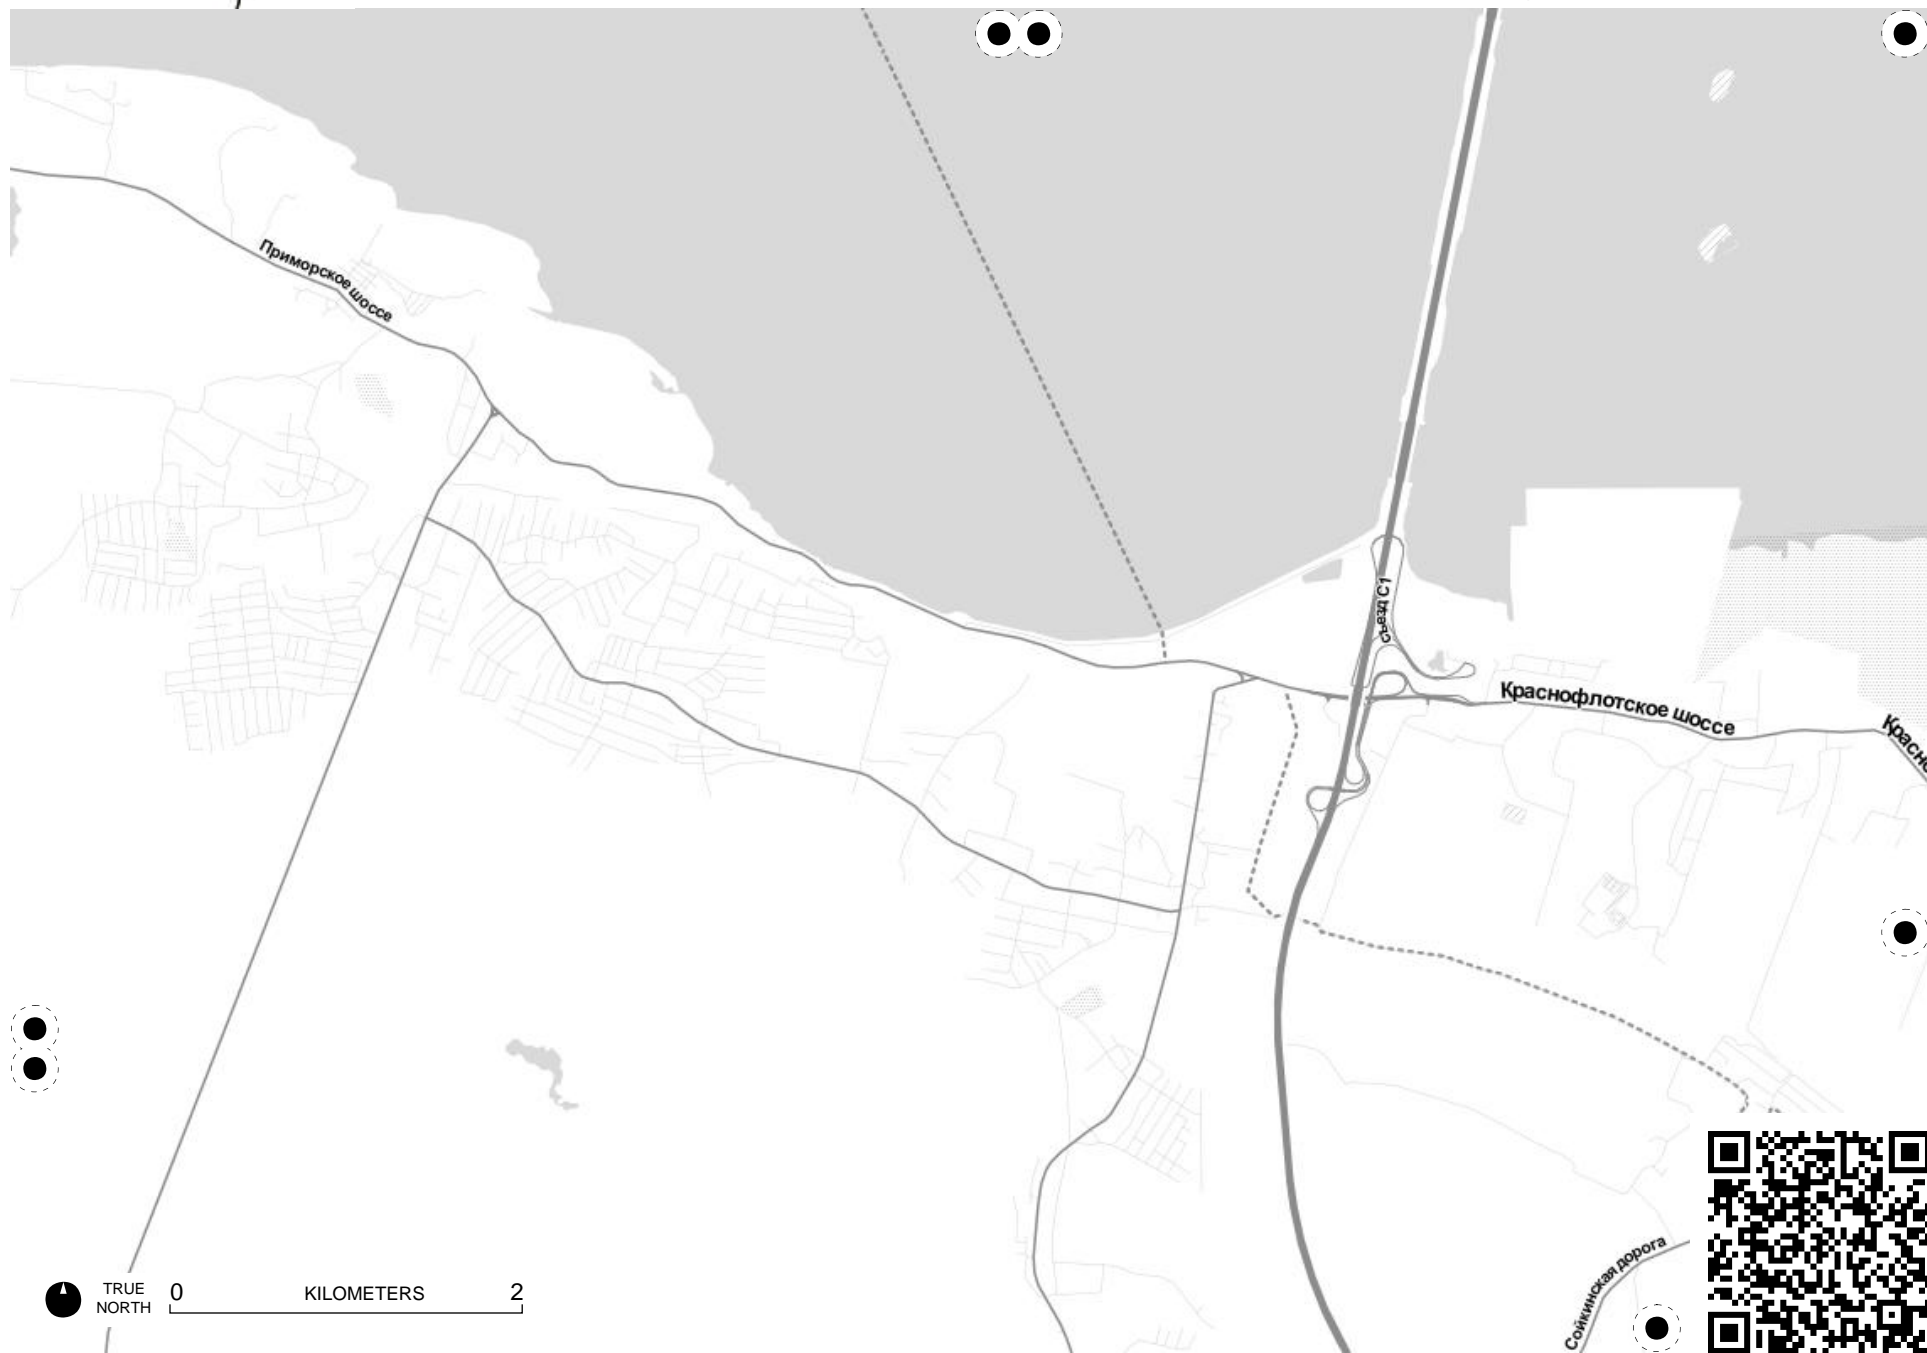 Приморское шоссе
съезд С1
Краснофлотское шоссе
Сойкинская дорога
TRUE
NORTH
0
KILOMETERS
2